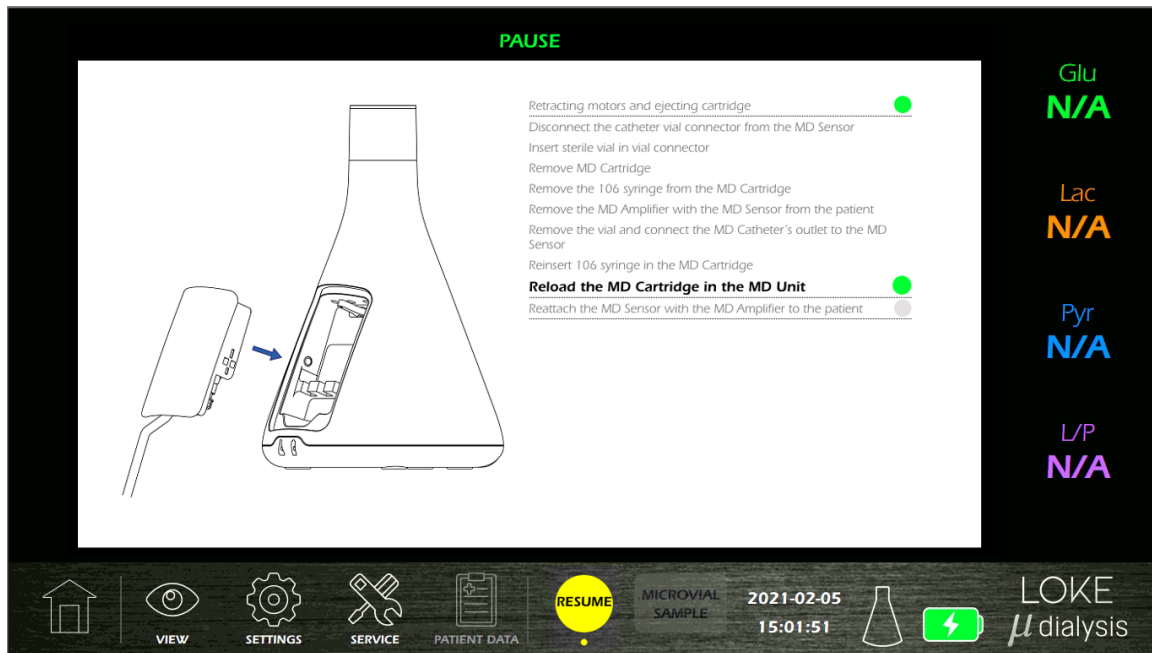 PAUSE
Retracting motors and ejecting cartridge
Disconnect the catheter vial connector from the MD Sensor
Insert sterile vial in vial connector
Remove MD Cartridge
Remove the 106 syringe from the MD Cartridge
Remove the MD Amplifier with the MD Sensor from the patient
Remove the vial and connect the MD Catheter's outlet to the MD
Sensor
Reinsert 106 syringe in the MD Cartridge
Reload the MD Cartridge in the MD Unit
Reattach the MD Sensor with the MD Amplifier to the patient
Glu
N/A
Lac
N/A
Pyr
N/A
L/P
N/A
VIEW
SETTINGS
SERVICE
PATIENT DATA
RESUME
MICROVIAL
SAMPLE
2021-02-05
15:01:51
LOKE
μ dialysis